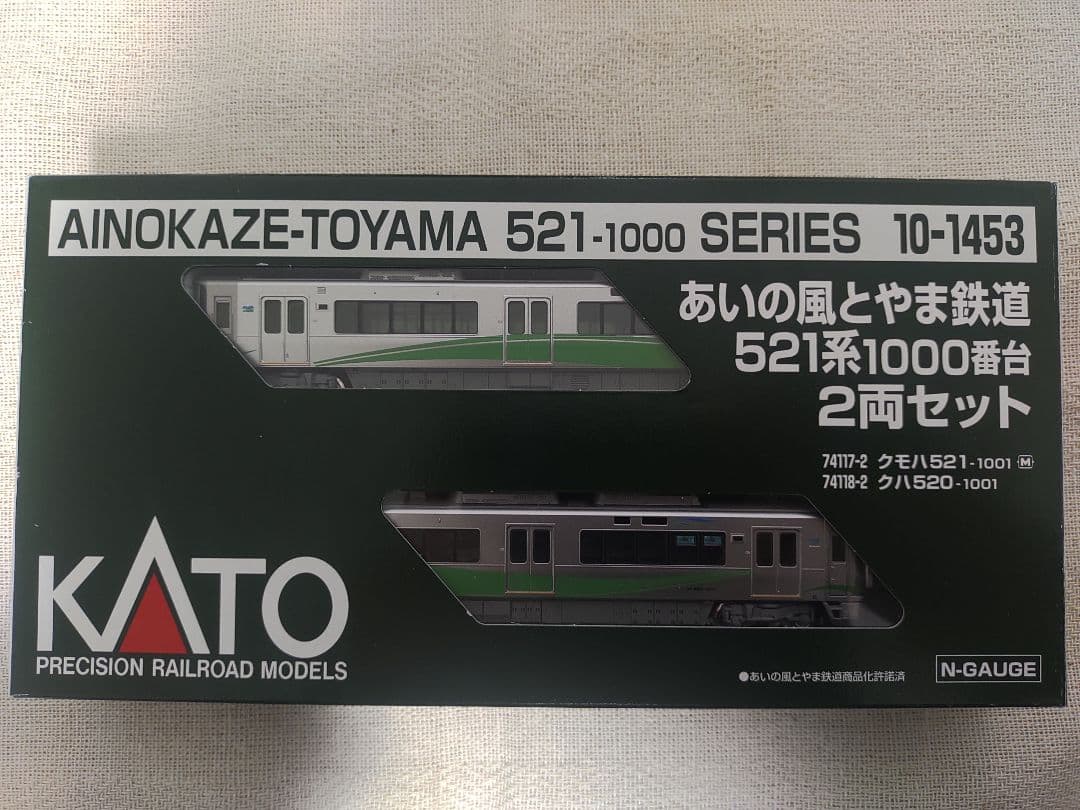 AINOKAZE-TOYAMA 521-1000 SERIES 10-1453
あいの風とやま鉄道
521系1000番台
2両セット
74117-2 クモハ521-1001 M
74118-2 クハ520-1001
KATO
PRECISION RAILROAD MODELS
●あいの風とやま鉄道商品化許諾済
N-GAUGE